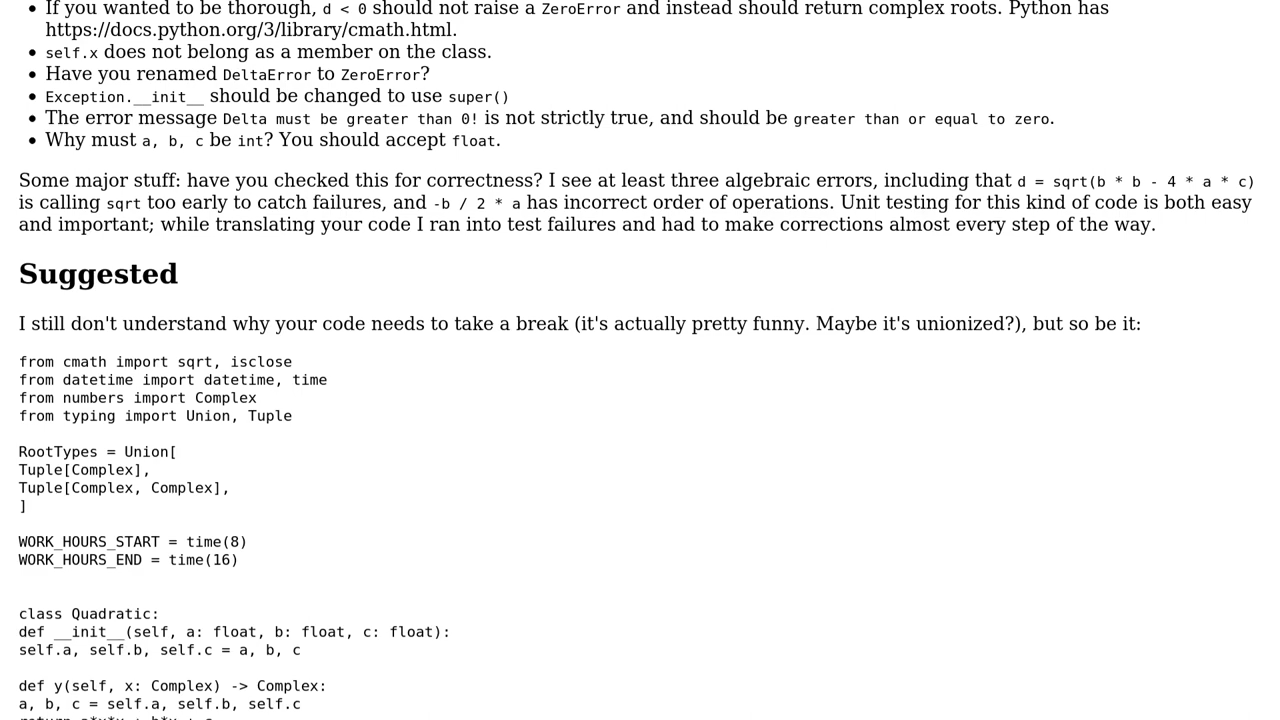 • If you wanted to be thorough, d < 0 should not raise a ZeroError and instead should return complex roots. Python has
https://docs.python.org/3/library/cmath.html.
• self.x does not belong as a member on the class.
• Have you renamed DeltaError to ZeroError?
• Exception.__init__ should be changed to use super()
• The error message Delta must be greater than 0! is not strictly true, and should be greater than or equal to zero.
• Why must a, b, c be int? You should accept float.
Some major stuff: have you checked this for correctness? I see at least three algebraic errors, including that d = sqrt(b * b - 4 * a * c)
is calling sqrt too early to catch failures, and -b / 2 * a has incorrect order of operations. Unit testing for this kind of code is both easy
and important; while translating your code I ran into test failures and had to make corrections almost every step of the way.
Suggested
I still don't understand why your code needs to take a break (it's actually pretty funny. Maybe it's unionized?), but so be it:
from cmath import sqrt, isclose
from datetime import datetime, time
from numbers import Complex
from typing import Union, Tuple
RootTypes = Union[
Tuple[Complex],
Tuple[Complex, Complex],
]
WORK_HOURS_START = time(8)
WORK_HOURS_END = time(16)
class Quadratic:
def __init__(self, a: float, b: float, c: float):
self.a, self.b, self.c = a, b, c
def y(self, x: Complex) -> Complex:
a, b, c = self.a, self.b, self.c
return a*x*x + b*x + c